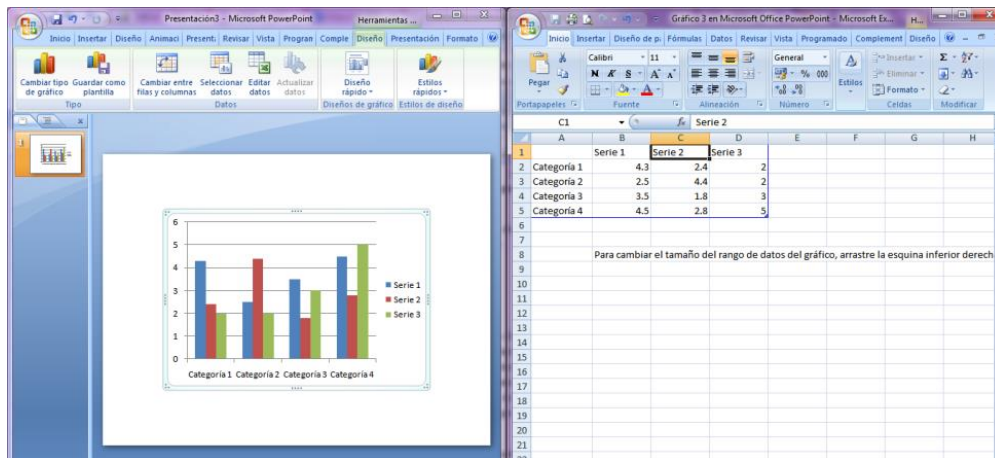 Presentación3 - Microsoft PowerPoint
Herramientas ...
Inicio Insertar Diseño Animaci Present. Revisar Vista Progran Comple Diseño Presentación Formato
Cambiar tipo de gráfico
Guardar como plantilla
Cambiar entre filas y columnas
Seleccionar datos
Editar datos
Actualizar datos
Diseño rápido
Estilos rápidos
Tipo
Datos
Diseños de gráfico
Estilos de diseño
1
6
5
4
3
2
1
0
Categoría 1 Categoría 2 Categoría 3 Categoría 4
Serie 1
Serie 2
Serie 3
Gráfico 3 en Microsoft Office PowerPoint - Microsoft Ex...
H...
Inicio Insertar Diseño de p. Fórmulas Datos Revisar Vista Programado Complement Diseño
Pegar
Calibri 11
N K S A A
General
% 000
Estilos
Insertar
Eliminar
Formato
Portapapeles Fuente Alineación Número Celdas Modificar
C1 fx Serie 2
A B C D E F G H
1 Serie 1 Serie 2 Serie 3
2 Categoría 1 4.3 2.4 2
3 Categoría 2 2.5 4.4 2
4 Categoría 3 3.5 1.8 3
5 Categoría 4 4.5 2.8 5
6
7
8 Para cambiar el tamaño del rango de datos del gráfico, arrastre la esquina inferior derech
9
10
11
12
13
14
15
16
17
18
19
20
21